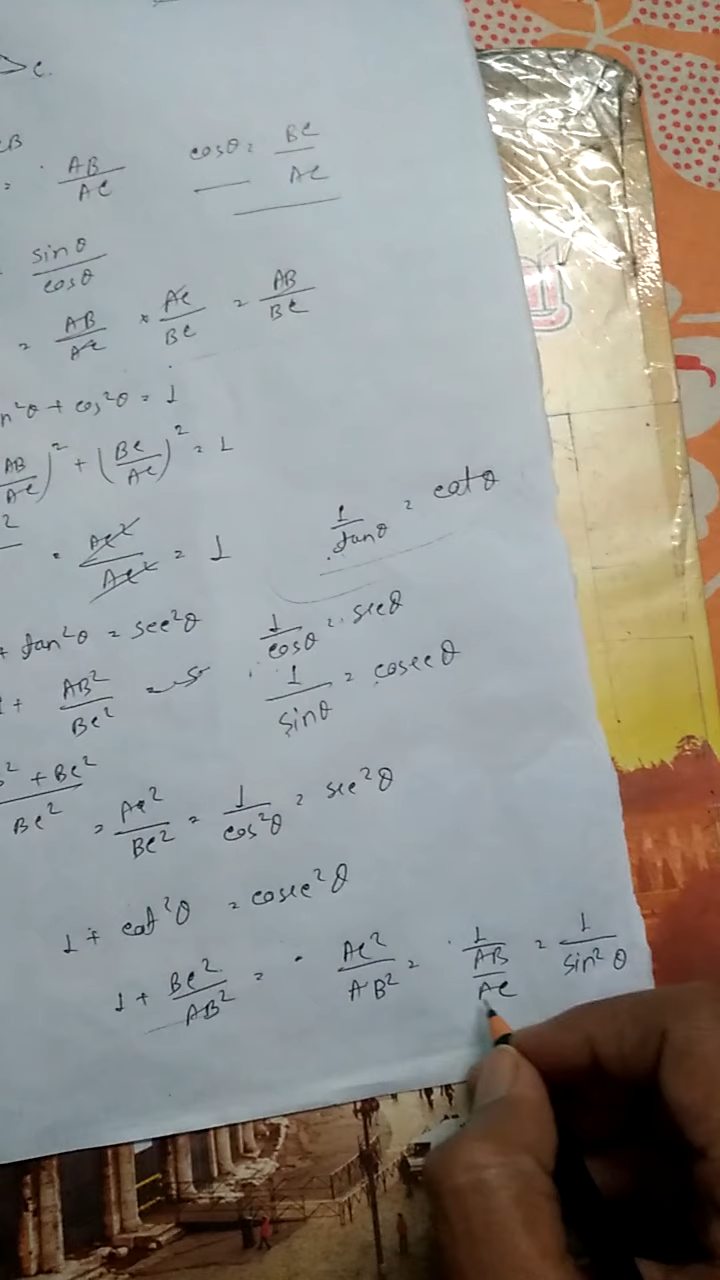 C.
= AB/AC   cosθ = BC/AC
sinθ/cosθ
= AB/AC × AC/BC = AB/BC
n²θ + cos²θ = 1
AB/AC)² + (BC/AC)² = 1
= AC²/AC² = 1   1/tanθ = cotθ
+ tan²θ = sec²θ   1/cosθ = secθ
1 + AB²/BC² =   1/sinθ = cosecθ
² + BC²/BC² = AC²/BC² = 1/cos²θ = sec²θ
1 + cot²θ = cosec²θ
1 + BC²/AB² = AC²/AB² = 1/AB/AC = 1/sin²θ